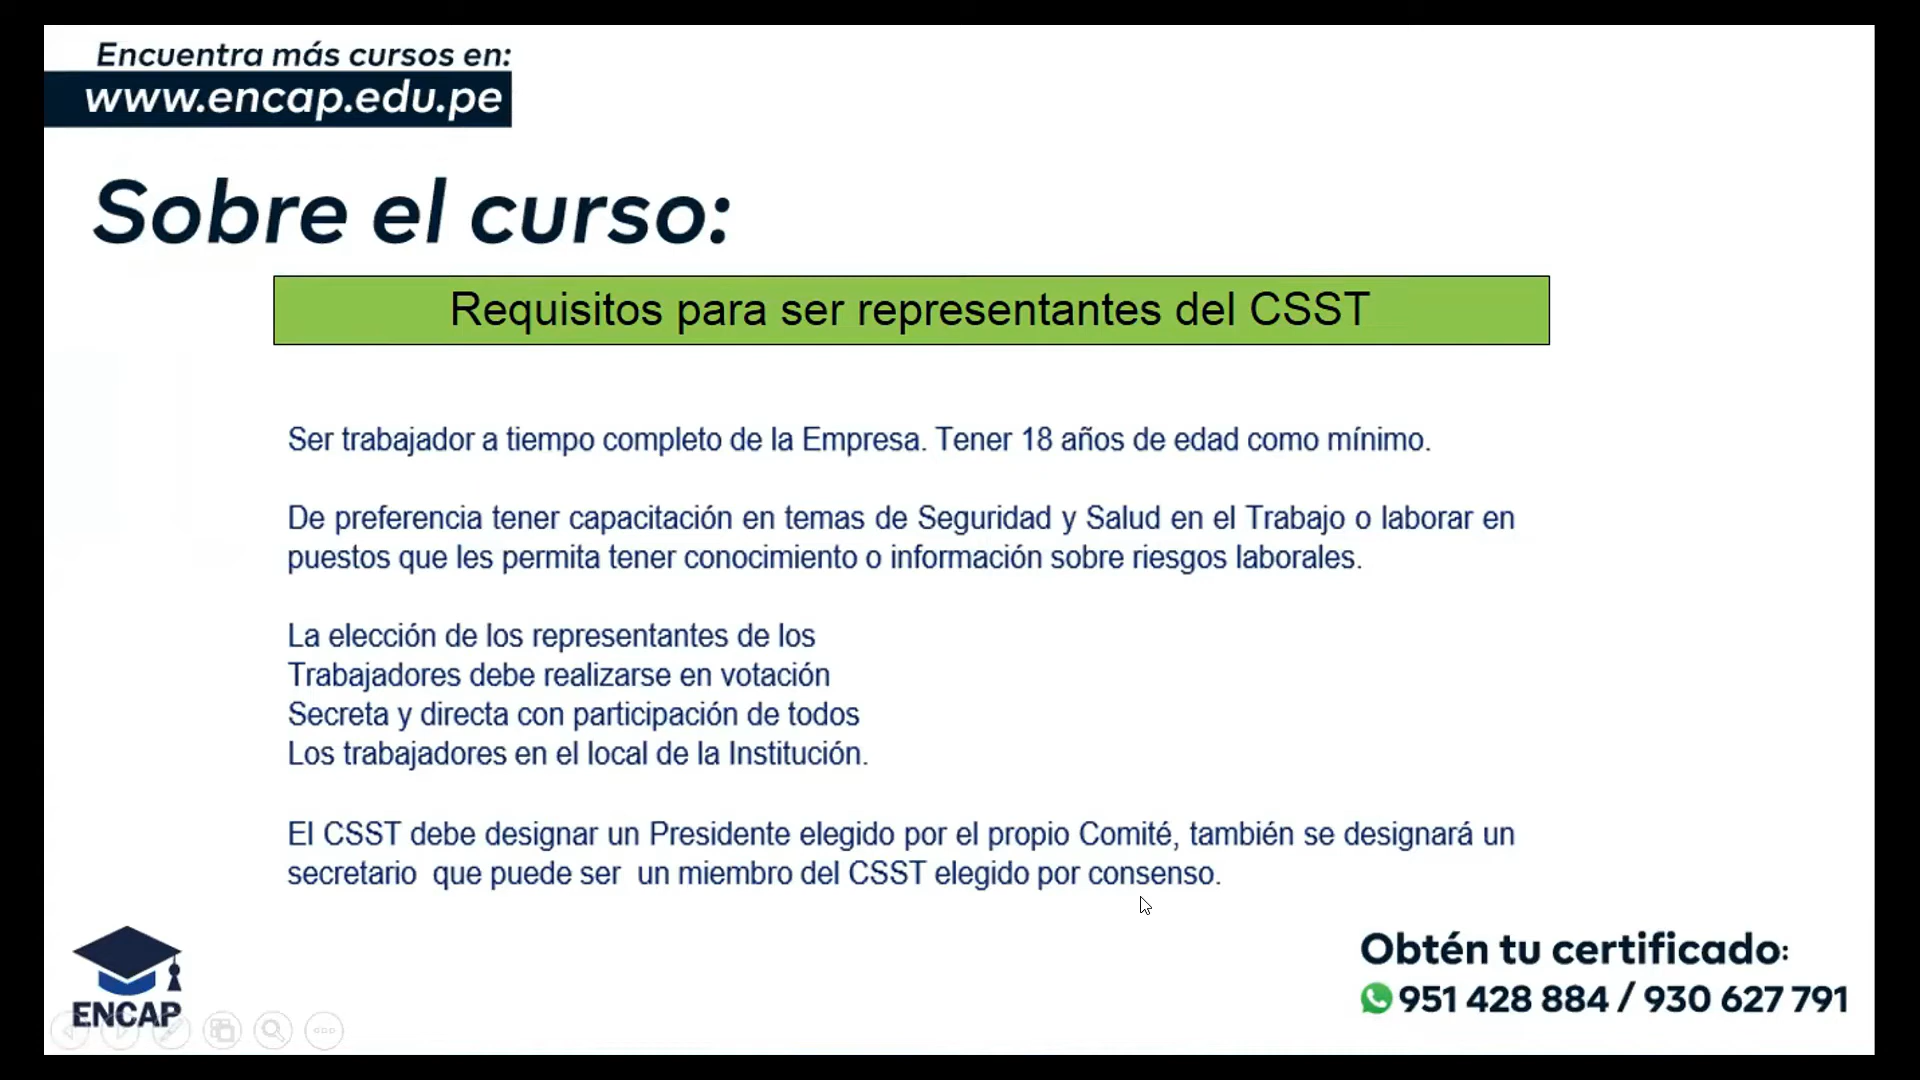 Encuentra más cursos en:
www.encap.edu.pe
Sobre el curso:
Requisitos para ser representantes del CSST
Ser trabajador a tiempo completo de la Empresa. Tener 18 años de edad como mínimo.
De preferencia tener capacitación en temas de Seguridad y Salud en el Trabajo o laborar en
puestos que les permita tener conocimiento o información sobre riesgos laborales.
La elección de los representantes de los
Trabajadores debe realizarse en votación
Secreta y directa con participación de todos
Los trabajadores en el local de la Institución.
El CSST debe designar un Presidente elegido por el propio Comité, también se designará un
secretario que puede ser un miembro del CSST elegido por consenso.
ENCAP
Obtén tu certificado:
951 428 884 / 930 627 791